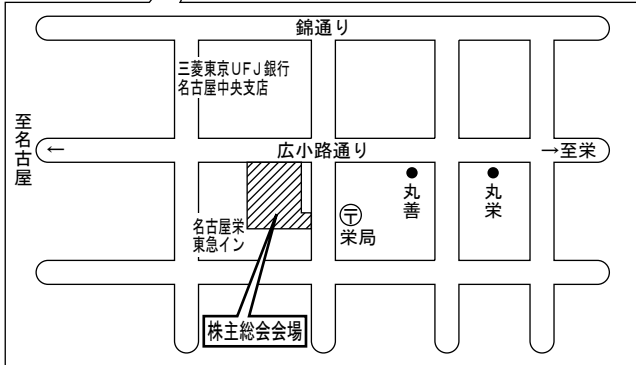 錦通り
三菱東京UFJ銀行
名古屋中央支店
至名古屋
←
広小路通り
→至栄
丸善
丸栄
〒
栄局
名古屋栄
東急イン
株主総会会場